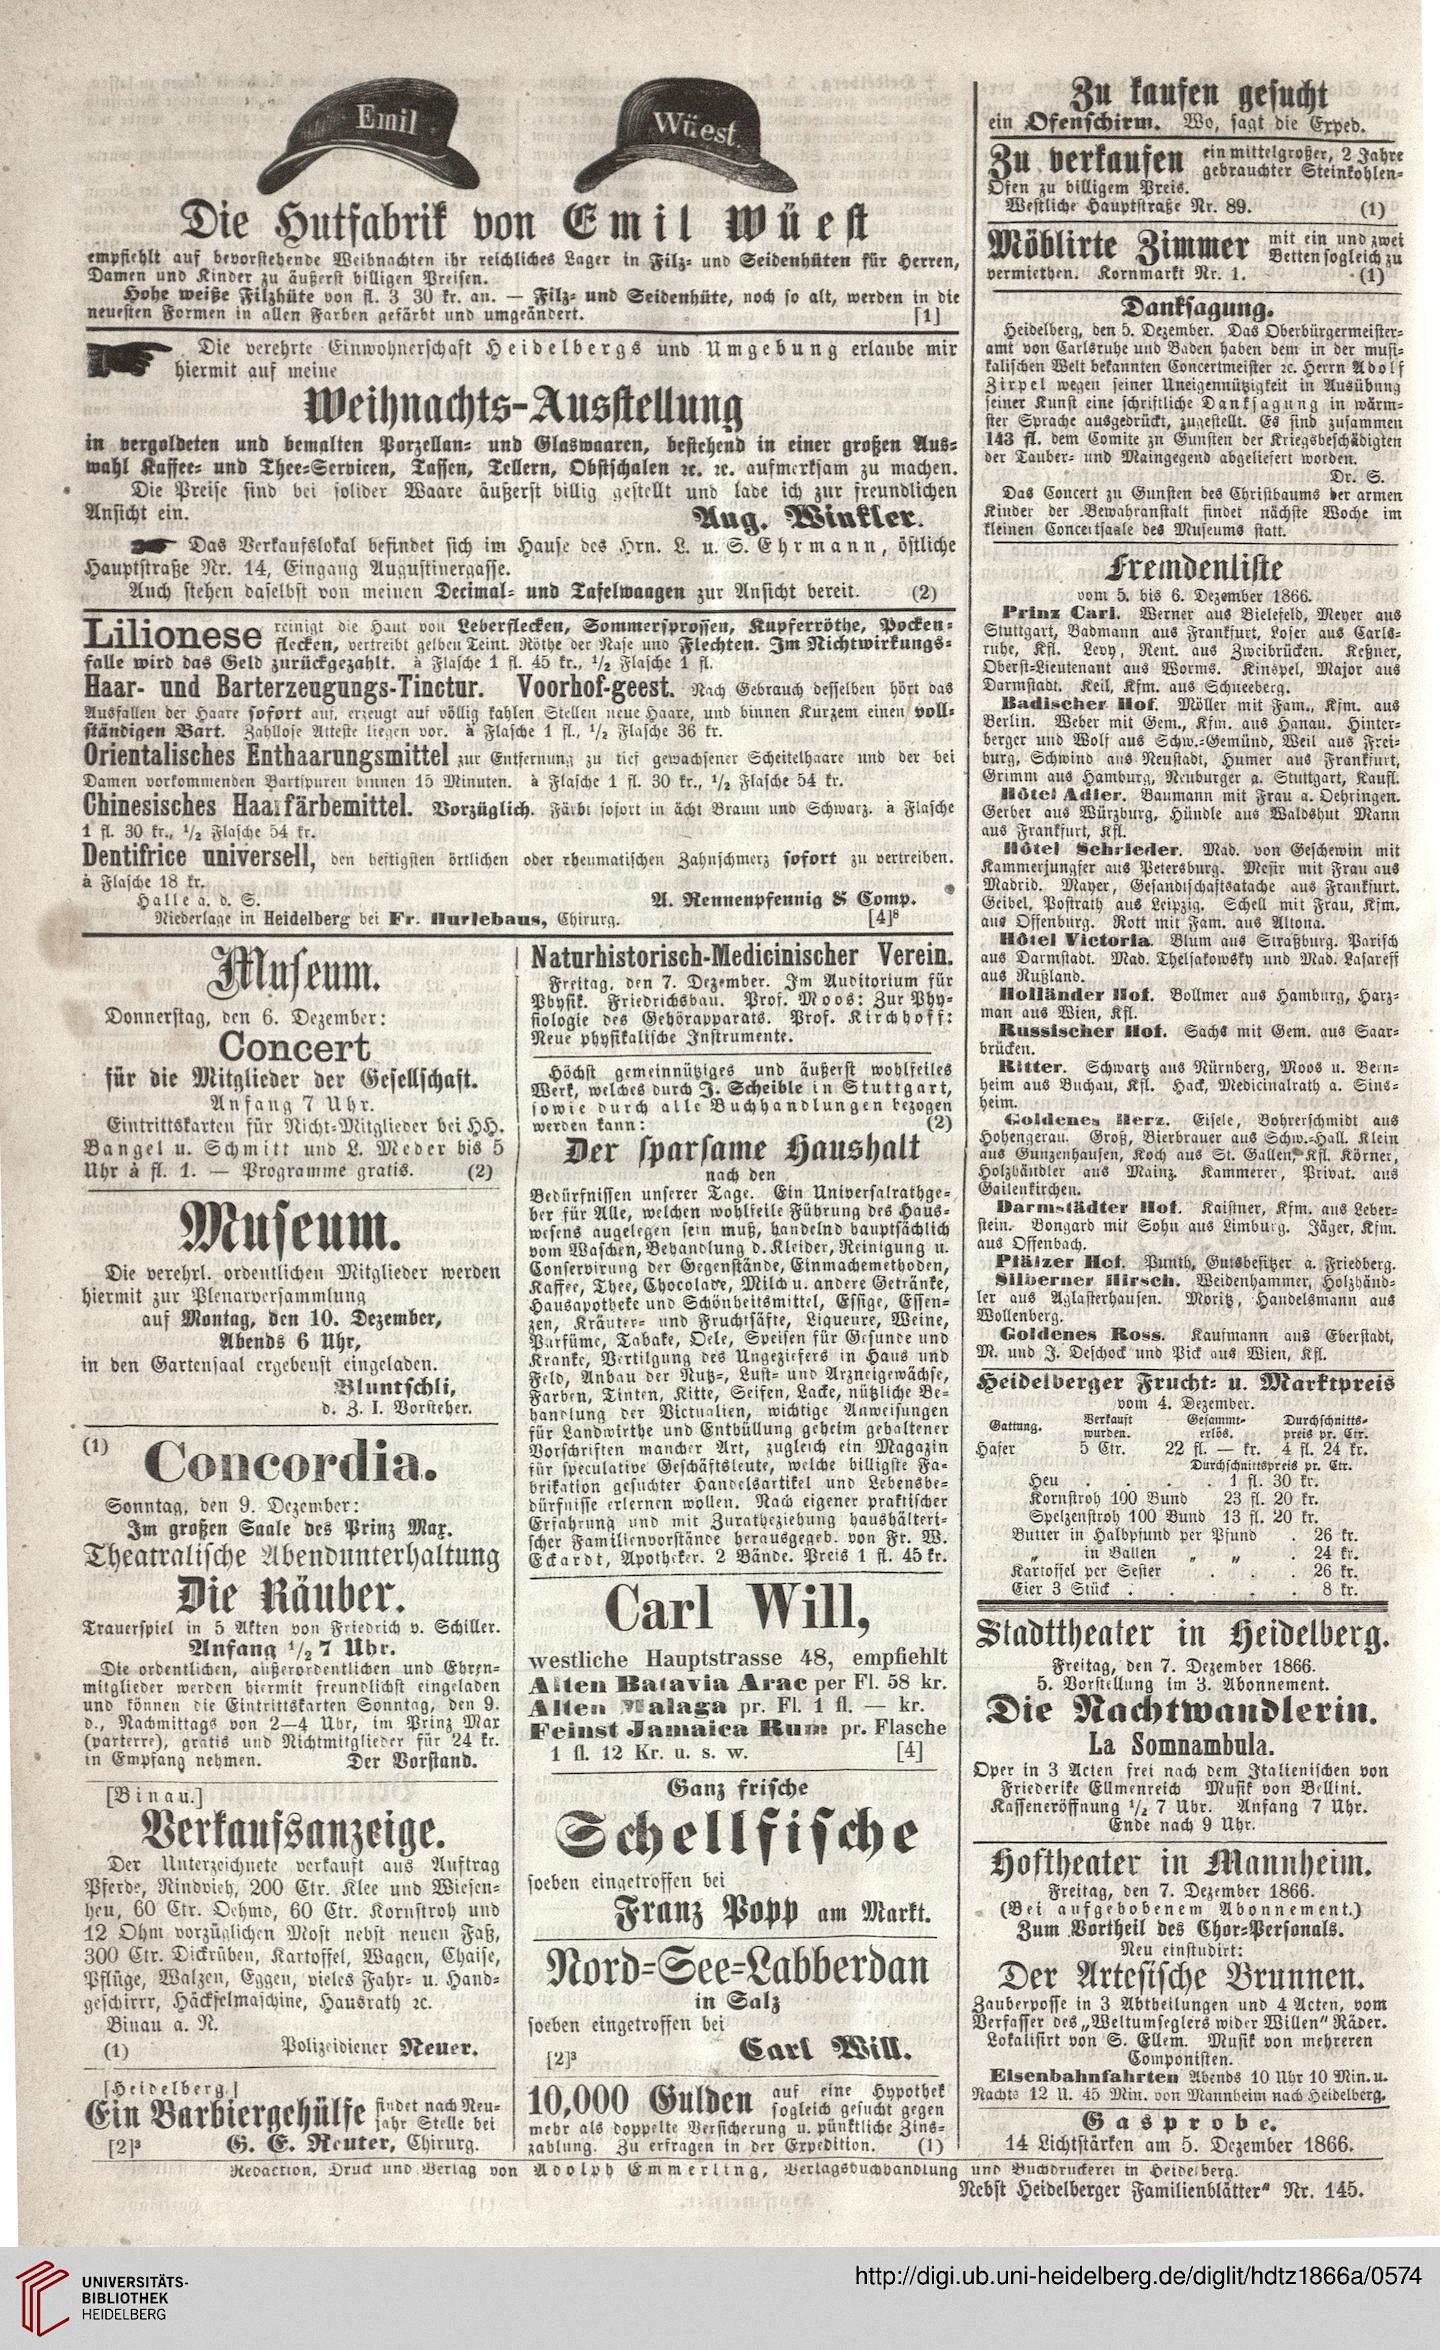 Emil
Wüest
Die Hutfabrik von Emil Wüest
empfiehlt auf bevorstehende Weihnachten ihr reichliches Lager in Filz- und Seidenhüten für Herren,
Damen und Kinder zu äußerst billigen Preisen.
Hohe weiße Filzhüte von fl. 3 30 kr. an. — Filz- und Seidenhüte, noch so alt, werden in die
neuesten Formen in allen Farben gefärbt und umgeändert. [1]
Die verehrte Einwohnerschaft Heidelbergs und Umgebung erlaube mir
hiermit auf meine
Weihnachts-Ausstellung
in vergoldeten und bemalten Porzellan- und Glaswaaren, bestehend in einer großen Aus-
wahl Kaffee- und Thee-Servicen, Tassen, Tellern, Obstschalen ꝛc. ꝛc. aufmerksam zu machen.
Die Preise sind bei solider Waare äußerst billig gestellt und lade ich zur freundlichen
Ansicht ein. Aug. Winkler.
Das Verkaufslokal befindet sich im Hause des Hrn. L. u. S. Ehrmann, östliche
Hauptstraße Nr. 14, Eingang Augustinergasse.
Auch stehen daselbst von meinen Decimal- und Tafelwaagen zur Ansicht bereit. (2)
Lilionese reinigt die Haut von Leberflecken, Sommersprossen, Kupferröthe, Pocken-
flecken, vertreibt gelben Teint. Röthe der Nase und Flechten. Im Nichtwirkungs-
falle wird das Geld zurückgezahlt. à Flasche 1 fl. 45 kr., 1/2 Flasche 1 fl.
Haar- und Barterzeugungs-Tinctur. Voorhof-geest. Nach Gebrauch desselben hört das
Ausfallen der Haare sofort auf, erzeugt auf völlig kahlen Stellen neue Haare, und binnen Kurzem einen voll-
ständigen Bart. Zahllose Atteste liegen vor. à Flasche 1 fl., 1/2 Flasche 36 kr.
Orientalisches Enthaarungsmittel zur Entfernung zu tief gewachsener Scheitelhaare und der bei
Damen vorkommenden Bartspuren binnen 15 Minuten. à Flasche 1 fl. 30 kr., 1/2 Flasche 54 kr.
Chinesisches Haarfärbemittel. Vorzüglich. Färbt sofort in ächt Braun und Schwarz. à Flasche
1 fl. 30 kr., 1/2 Flasche 54 kr.
Dentifrice universell, den heftigsten örtlichen oder rheumatischen Zahnschmerz sofort zu vertreiben.
à Flasche 18 kr.
Halle a. d. S. A. Rennenpfennig & Comp.
Niederlage in Heidelberg bei Fr. Hurlebaus, Chirurg. [4]8
Museum.
Donnerstag, den 6. Dezember:
Concert
für die Mitglieder der Gesellschaft.
Anfang 7 Uhr.
Eintrittskarten für Nicht-Mitglieder bei HH.
Bangel u. Schmitt und L. Meder bis 5
Uhr à fl. 1. — Programme gratis. (2)
Museum.
Die verehrl. ordentlichen Mitglieder werden
hiermit zur Plenarversammlung
auf Montag, den 10. Dezember,
Abends 6 Uhr,
in den Gartensaal ergebenst eingeladen.
Bluntschli,
d. Z. I. Vorsteher.
(1)
Concordia.
Sonntag, den 9. Dezember:
Im großen Saale des Prinz Max.
Theatralische Abendunterhaltung
Die Räuber.
Trauerspiel in 5 Akten von Friedrich v. Schiller.
Anfang 1/2 7 Uhr.
Die ordentlichen, außerordentlichen und Ehren-
mitglieder werden hiermit freundlichst eingeladen
und können die Eintrittskarten Sonntag, den 9.
d., Nachmittags von 2—4 Uhr, im Prinz Max
(parterre), gratis und Nichtmitglieder für 24 kr.
in Empfang nehmen. Der Vorstand.
[Binau.]
Verkaufsanzeige.
Der Unterzeichnete verkauft aus Auftrag
Pferde, Rindvieh, 200 Ctr. Klee und Wiesen-
heu, 60 Ctr. Oehmd, 60 Ctr. Kornstroh und
12 Ohm vorzüglichen Most nebst neuen Faß,
300 Ctr. Dickrüben, Kartoffel, Wagen, Chaise,
Pflüge, Walzen, Eggen, vieles Fahr- u. Hand-
geschirrr, Häckselmaschine, Hausrath ꝛc.
Binau a. N.
(1) Polizeidiener Neuer.
[Heidelberg]
Ein Barbiergehülfe findet nach Neu-
jahr Stelle bei
[2]3 G. E. Reuter, Chirurg.
Naturhistorisch-Medicinischer Verein.
Freitag, den 7. Dezember. Im Auditorium für
Physik. Friedrichsbau. Prof. Moos: Zur Phy-
siologie des Gehörapparats. Prof. Kirchhoff:
Neue physikalische Instrumente.
Höchst gemeinnütziges und äußerst wohlfeiles
Werk, welches durch J. Scheible in Stuttgart,
sowie durch alle Buchhandlungen bezogen
werden kann: (2)
Der sparsame Haushalt
nach den
Bedürfnissen unserer Tage. Ein Universalrathge-
ber für Alle, welchen wohlfeile Führung des Haus-
wesens angelegen sein muß, handelnd hauptsächlich
vom Waschen, Behandlung d. Kleider, Reinigung u.
Conservirung der Gegenstände, Einmachemethoden,
Kaffee, Thee, Chocolade, Milch u. andere Getränke,
Hausapotheke und Schönheitsmittel, Essige, Essen-
zen, Kräuter- und Fruchtsäfte, Liqueure, Weine,
Parfüme, Tabake, Oele, Speisen für Gesunde und
Kranke, Vertilgung des Ungeziefers in Haus und
Feld, Anbau der Nutz-, Lust- und Arzneigewächse,
Farben, Tinten, Kitte, Seifen, Lacke, nützliche Be-
handlung der Victualien, wichtige Anweisungen
für Landwirthe und Enthüllung geheim gehaltener
Vorschriften mancher Art, zugleich ein Magazin
für speculative Geschäftsleute, welche billigste Fa-
brikation gesuchter Handelsartikel und Lebensbe-
dürfnisse erlernen wollen. Nach eigener praktischer
Erfahrung und mit Zuratheziehung haushälteri-
scher Familienvorstände herausgegeb. von Fr. W.
Eckardt, Apotheker. 2 Bände. Preis 1 fl. 45 kr.
Carl Will,
westliche Hauptstrasse 48, empfiehlt
Alten Batavia Arac per Fl. 58 kr.
Alten Malaga pr. Fl. 1 fl. — kr.
Feinst Jamaica Rum pr. Flasche
1 fl. 12 Kr. u. s. w. [4]
Ganz frische
Schellfische
soeben eingetroffen bei
Franz Popp am Markt.
Nord-See-Labberdan
in Salz
soeben eingetroffen bei
[2]3 Carl Will.
10,000 Gulden auf eine Hypothek
sogleich gesucht gegen
mehr als doppelte Versicherung u. pünktliche Zins-
zahlung. Zu erfragen in der Expedition. (1)
Zu kaufen gesucht
ein Ofenschirm. Wo, sagt die Exped.
Zu verkaufen ein mittelgroßer, 2 Jahre
gebrauchter Steinkohlen-
Ofen zu billigem Preis.
Westliche Hauptstraße Nr. 89. (1)
Möblirte Zimmer mit ein und zwei
Betten sogleich zu
vermiethen. Kornmarkt Nr. 1. (1)
Danksagung.
Heidelberg, den 5. Dezember. Das Oberbürgermeister-
amt von Carlsruhe und Baden haben dem in der musi-
kalischen Welt bekannten Concertmeister ꝛc. Herrn Adolf
Zirpel wegen seiner Uneigennützigkeit in Ausübung
seiner Kunst eine schriftliche Danksagung in wärm-
ster Sprache ausgedrückt, zugestellt. Es sind zusammen
143 fl. dem Comite zu Gunsten der Kriegsbeschädigten
der Tauber- und Maingegend abgeliefert worden.
Dr. S.
Das Concert zu Gunsten des Christbaums der armen
Kinder der Bewahranstalt findet nächste Woche im
kleinen Concertsaale des Museums statt.
Fremdenliste
vom 5. bis 6. Dezember 1866.
Prinz Carl. Werner aus Bielefeld, Meyer aus
Stuttgart, Badmann aus Frankfurt, Loser aus Carls-
ruhe, Kfl. Levy, Rent. aus Zweibrücken. Keßner,
Oberst-Lieutenant aus Worms. Kinspel, Major aus
Darmstadt. Keil, Kfm. aus Schneeberg.
Badischer Hof. Möller mit Fam., Kfm. aus
Berlin. Weber mit Gem., Kfm. aus Hanau. Hinter-
berger und Wolf aus Schw.-Gemünd, Weil aus Frei-
burg, Schwind aus Neustadt, Humer aus Frankfurt,
Grimm aus Hamburg, Neuburger a. Stuttgart, Kaufl.
Hôtel Adler. Baumann mit Frau a. Oehringen.
Gerber aus Würzburg, Hündle aus Waldshut Mann
aus Frankfurt, Kfl.
Hôtel Schrieder. Mad. von Geschewin mit
Kammerjungfer aus Petersburg. Mesir mit Frau aus
Madrid. Mayer, Gesandtschaftsatache aus Frankfurt.
Geibel, Postrath aus Leipzig. Schell mit Frau, Kfm.
aus Offenburg. Rott mit Fam. aus Altona.
Hôtel Victoria. Blum aus Straßburg. Parisch
aus Darmstadt. Mad. Thelsakowsky und Mad. Lasareff
aus Rußland.
Holländer Hof. Bollmer aus Hamburg, Harz-
man aus Wien, Kfl.
Russischer Hof. Sachs mit Gem. aus Saar-
brücken.
Ritter. Schwartz aus Nürnberg, Moos u. Bern-
heim aus Buchau, Kfl. Hack, Medicinalrath a. Sins-
heim.
Goldenes Herz. Eisele, Bohrerschmidt aus
Hohengerau. Groß, Bierbrauer aus Schw.-Hall. Klein
aus Gunzenhausen, Koch aus St. Gallen, Kfl. Körner,
Holzhändler aus Mainz. Kammerer, Privat. aus
Gailenkirchen.
Darmstädter Hof. Kaistner, Kfm. aus Leber-
stein. Bongard mit Sohn aus Limburg. Jäger, Kfm.
aus Offenbach.
Pfälzer Hof. Punth, Gutsbesitzer a. Friedberg.
Silberner Hirsch. Weidenhammer, Holzhänd-
ler aus Aglasterhausen. Moritz, Handelsmann aus
Wollenberg.
Goldenes Ross. Kaufmann aus Eberstadt,
M. und J. Deschock und Pick aus Wien, Kfl.
Heidelberger Frucht- u. Marktpreis
vom 4. Dezember.
Gattung. Verkauft wurden. Gesammt-erlös. Durchschnitts-preis pr. Ctr.
Hafer 5 Ctr. 22 fl. — kr. 4 fl. 24 kr.
Durchschnittspreis pr. Ctr.
Heu . . . . 1 fl. 30 kr.
Kornstroh 100 Bund 23 fl. 20 kr.
Spelzenstroh 100 Bund 13 fl. 20 kr.
Butter in Halbpfund per Pfund . 26 kr.
„ in Ballen „ „ . 24 kr.
Kartoffel per Sester . . . 26 kr.
Eier 3 Stück . . . . . 8 kr.
Stadttheater in Heidelberg.
Freitag, den 7. Dezember 1866.
5. Vorstellung im 3. Abonnement.
Die Nachtwandlerin.
La Somnambula.
Oper in 3 Acten frei nach dem Italienischen von
Friederike Ellmenreich Musik von Bellini.
Kasseneröffnung 1/2 7 Uhr. Anfang 7 Uhr.
Ende nach 9 Uhr.
Hoftheater in Mannheim.
Freitag, den 7. Dezember 1866.
(Bei aufgehobenem Abonnement.)
Zum Vortheil des Chor-Personals.
Neu einstudirt:
Der Artesische Brunnen.
Zauberposse in 3 Abtheilungen und 4 Acten, vom
Verfasser des „Weltumseglers wider Willen" Räder.
Lokalisirt von S. Ellem. Musik von mehreren
Componisten.
Eisenbahnfahrten Abends 10 Uhr 10 Min. u.
Nachts 12 U. 45 Min. von Mannheim nach Heidelberg.
Gasprobe.
14 Lichtstärken am 5. Dezember 1866.
Redaction, Druck und Verlag von Adolph Emmerling, Verlagsbuchhandlung und Buchdruckerei in Heidelberg.
Nebst Heidelberger Familienblätter" Nr. 145.
UNIVERSITÄTS-
BIBLIOTHEK
HEIDELBERG
http://digi.ub.uni-heidelberg.de/diglit/hdtz1866a/0574